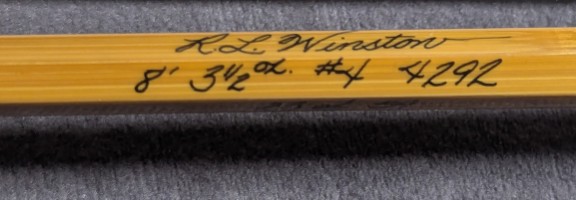 R.L. Winston
8' 3½ oz. #4 4292